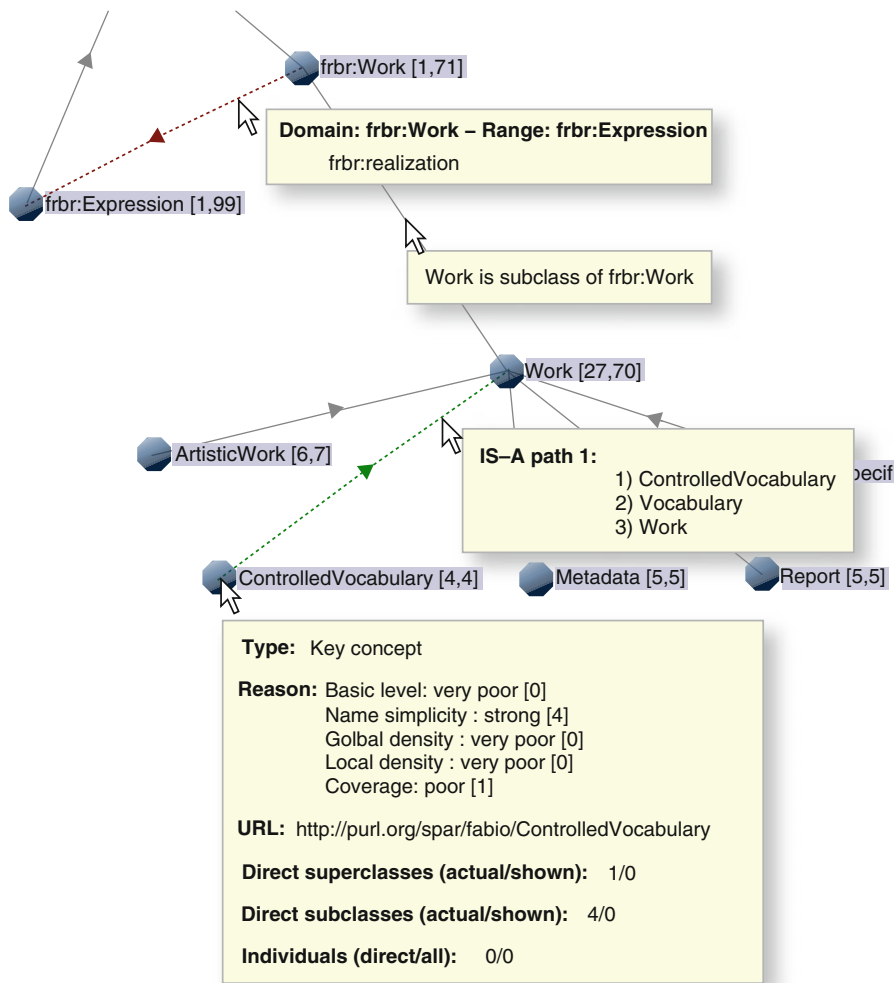 frbr:Work [1,71]
Domain: frbr:Work – Range: frbr:Expression
frbr:realization
frbr:Expression [1,99]
Work is subclass of frbr:Work
Work [27,70]
ArtisticWork [6,7]
IS–A path 1:
1) ControlledVocabulary
2) Vocabulary
3) Work
ControlledVocabulary [4,4]
Metadata [5,5]
Report [5,5]
Type: Key concept
Reason: Basic level: very poor [0]
Name simplicity : strong [4]
Golbal density : very poor [0]
Local density : very poor [0]
Coverage: poor [1]
URL: http://purl.org/spar/fabio/ControlledVocabulary
Direct superclasses (actual/shown): 1/0
Direct subclasses (actual/shown): 4/0
Individuals (direct/all): 0/0